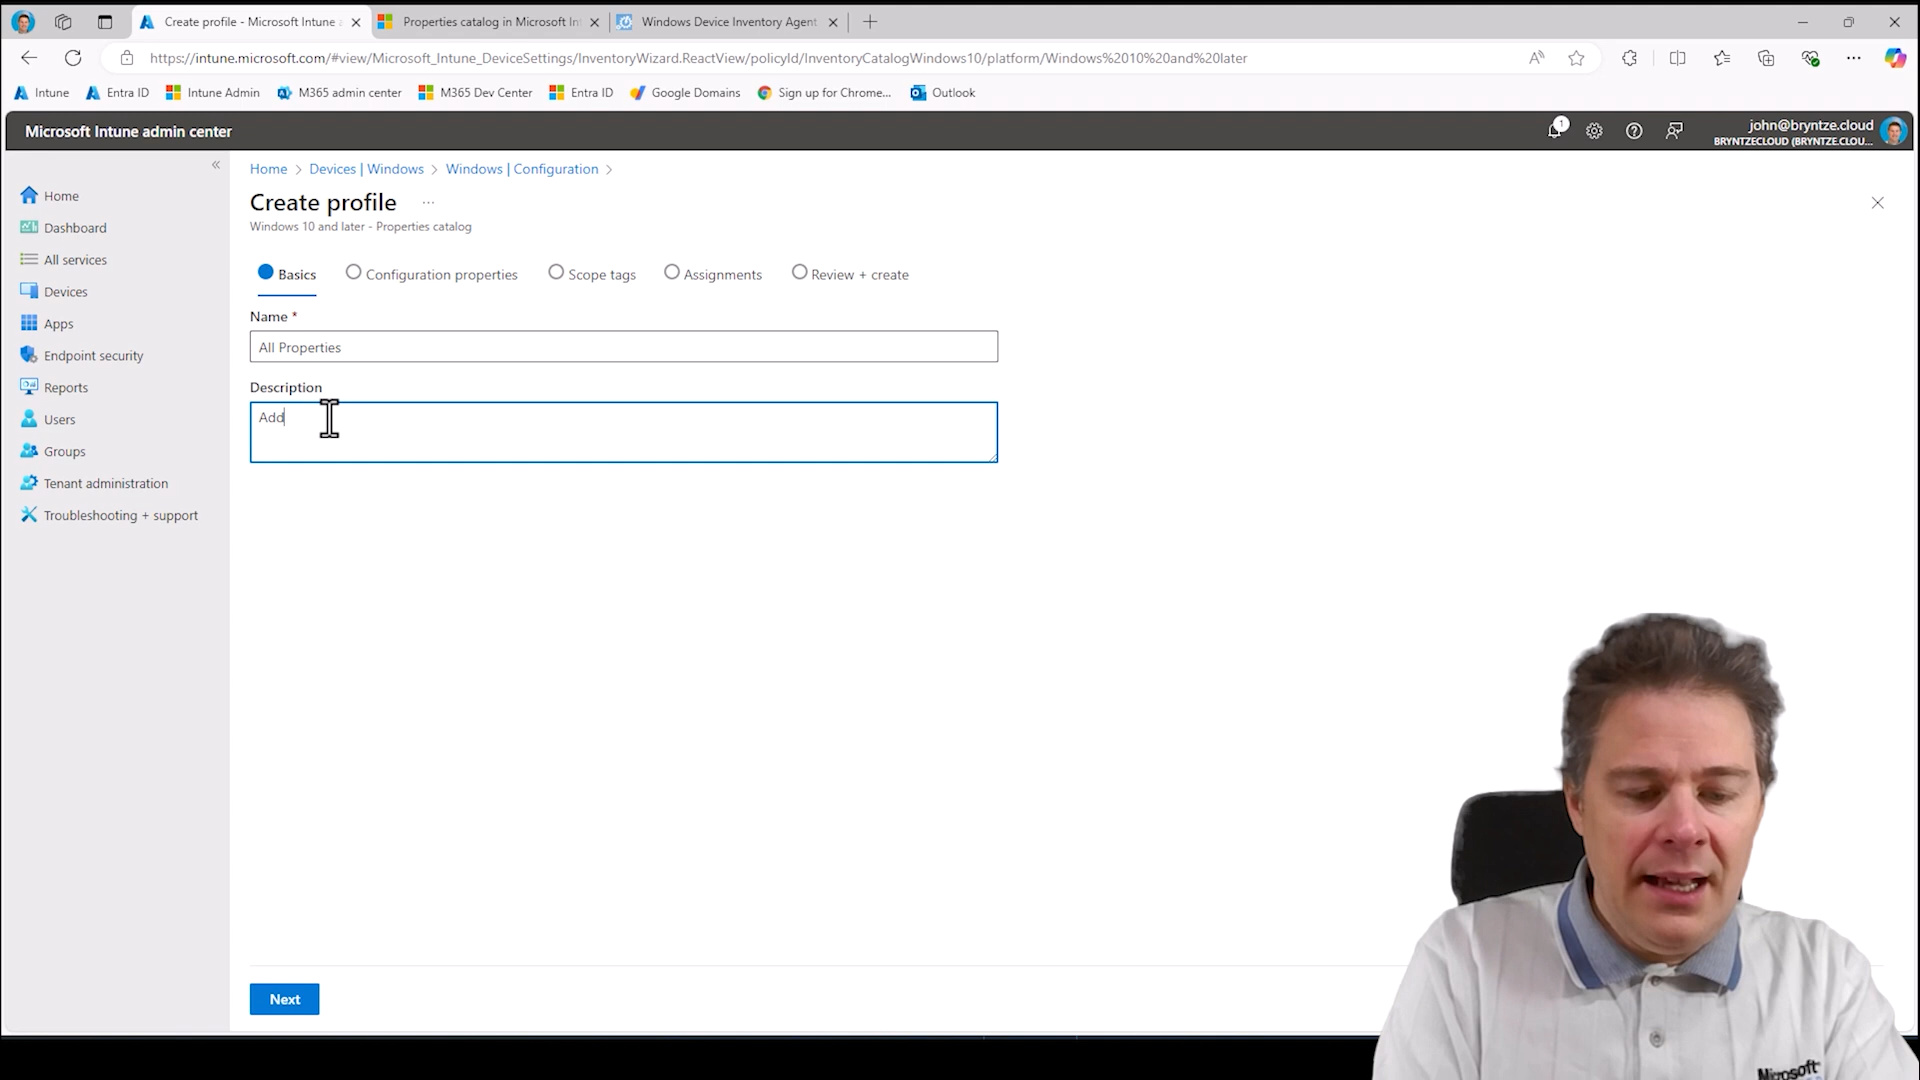 Create profile - Microsoft Intune a
Properties catalog in Microsoft In
Windows Device Inventory Agent
https://intune.microsoft.com/#view/Microsoft_Intune_DeviceSettings/InventoryWizard.ReactView/policyId/InventoryCatalogWindows10/platform/Windows%2010%20and%20later
Intune
Entra ID
Intune Admin
M365 admin center
M365 Dev Center
Entra ID
Google Domains
Sign up for Chrome...
Outlook
Microsoft Intune admin center
1
john@bryntze.cloud
BRYNTZECLOUD (BRYNTZE.CLOU...
Home > Devices | Windows > Windows | Configuration >
Create profile ...
Windows 10 and later - Properties catalog
Home
Dashboard
All services
Devices
Apps
Endpoint security
Reports
Users
Groups
Tenant administration
Troubleshooting + support
Basics
Configuration properties
Scope tags
Assignments
Review + create
Name *
All Properties
Description
Add
Next
Microsoft